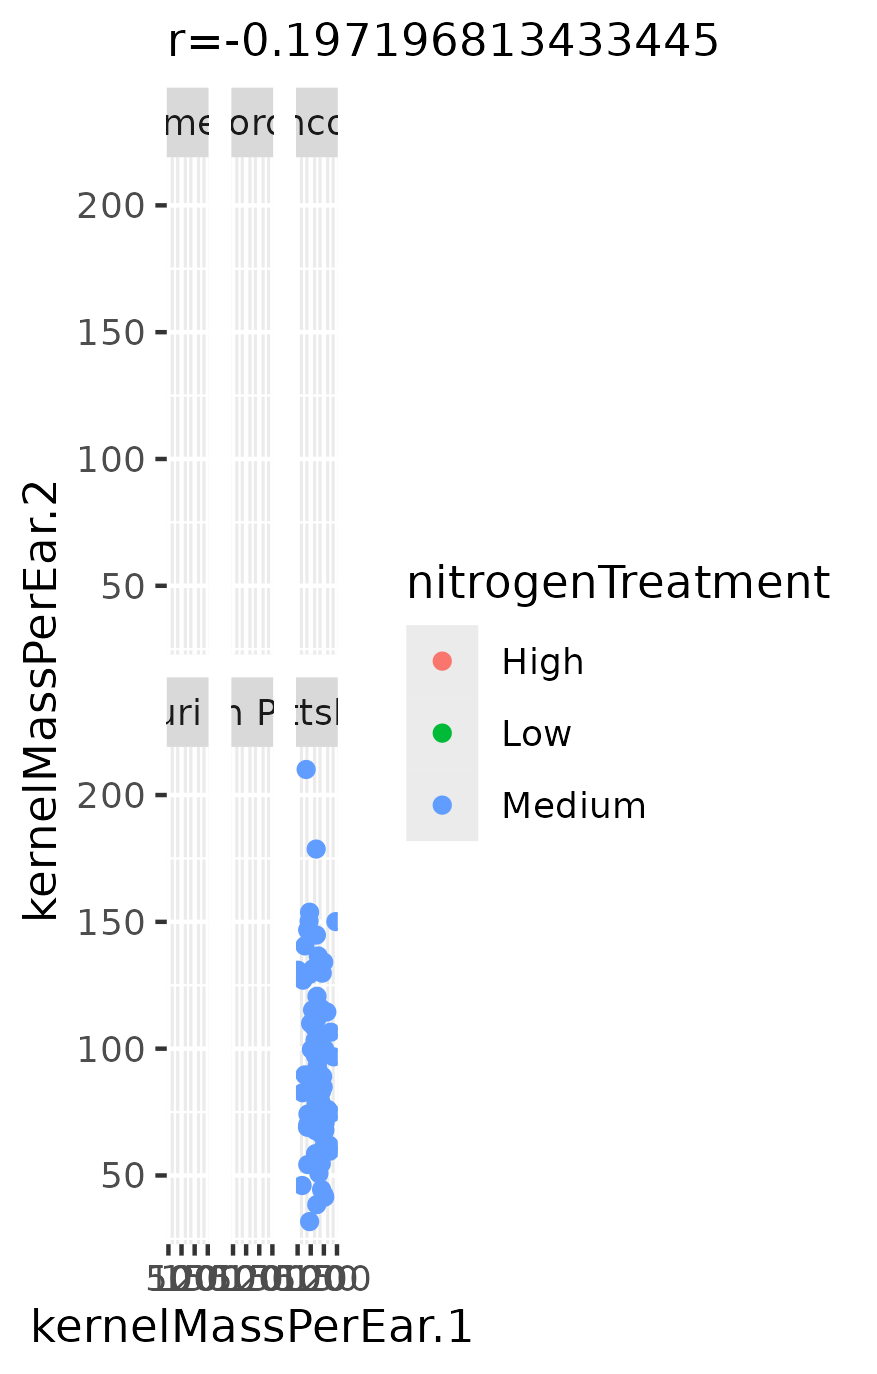 r=-0.197196813433445
200
150
100
50
200
150
100
50
kernelMassPerEar.2
kernelMassPerEar.1
nitrogenTreatment
High
Low
Medium